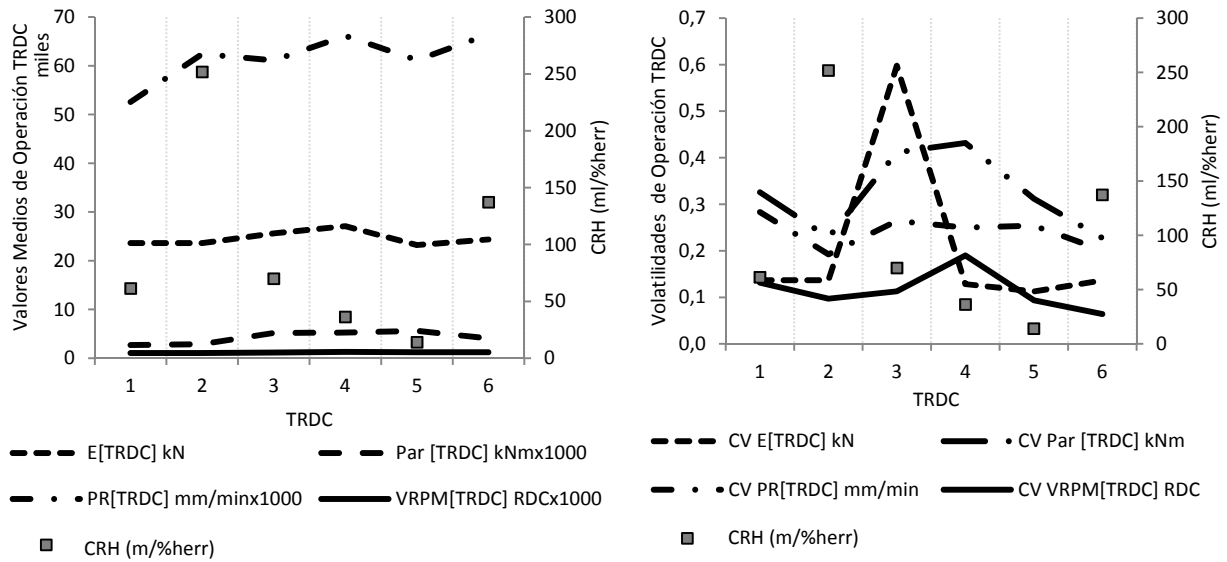 Valores Medios de Operación TRDC
miles
70
60
50
40
30
20
10
0
300
250
200
150
100
50
0
CRH (ml/%herr)
1 2 3 4 5 6
TRDC
E[TRDC] kN
Par [TRDC] kNmx1000
PR[TRDC] mm/minx1000
VRPM[TRDC] RDCx1000
CRH (m/%herr)
Volatilidades de Operación TRDC
0,7
0,6
0,5
0,4
0,3
0,2
0,1
0,0
300
250
200
150
100
50
0
CRH (ml/%herr)
1 2 3 4 5 6
TRDC
CV E[TRDC] kN
CV Par [TRDC] kNm
CV PR[TRDC] mm/min
CV VRPM[TRDC] RDC
CRH (m/%herr)